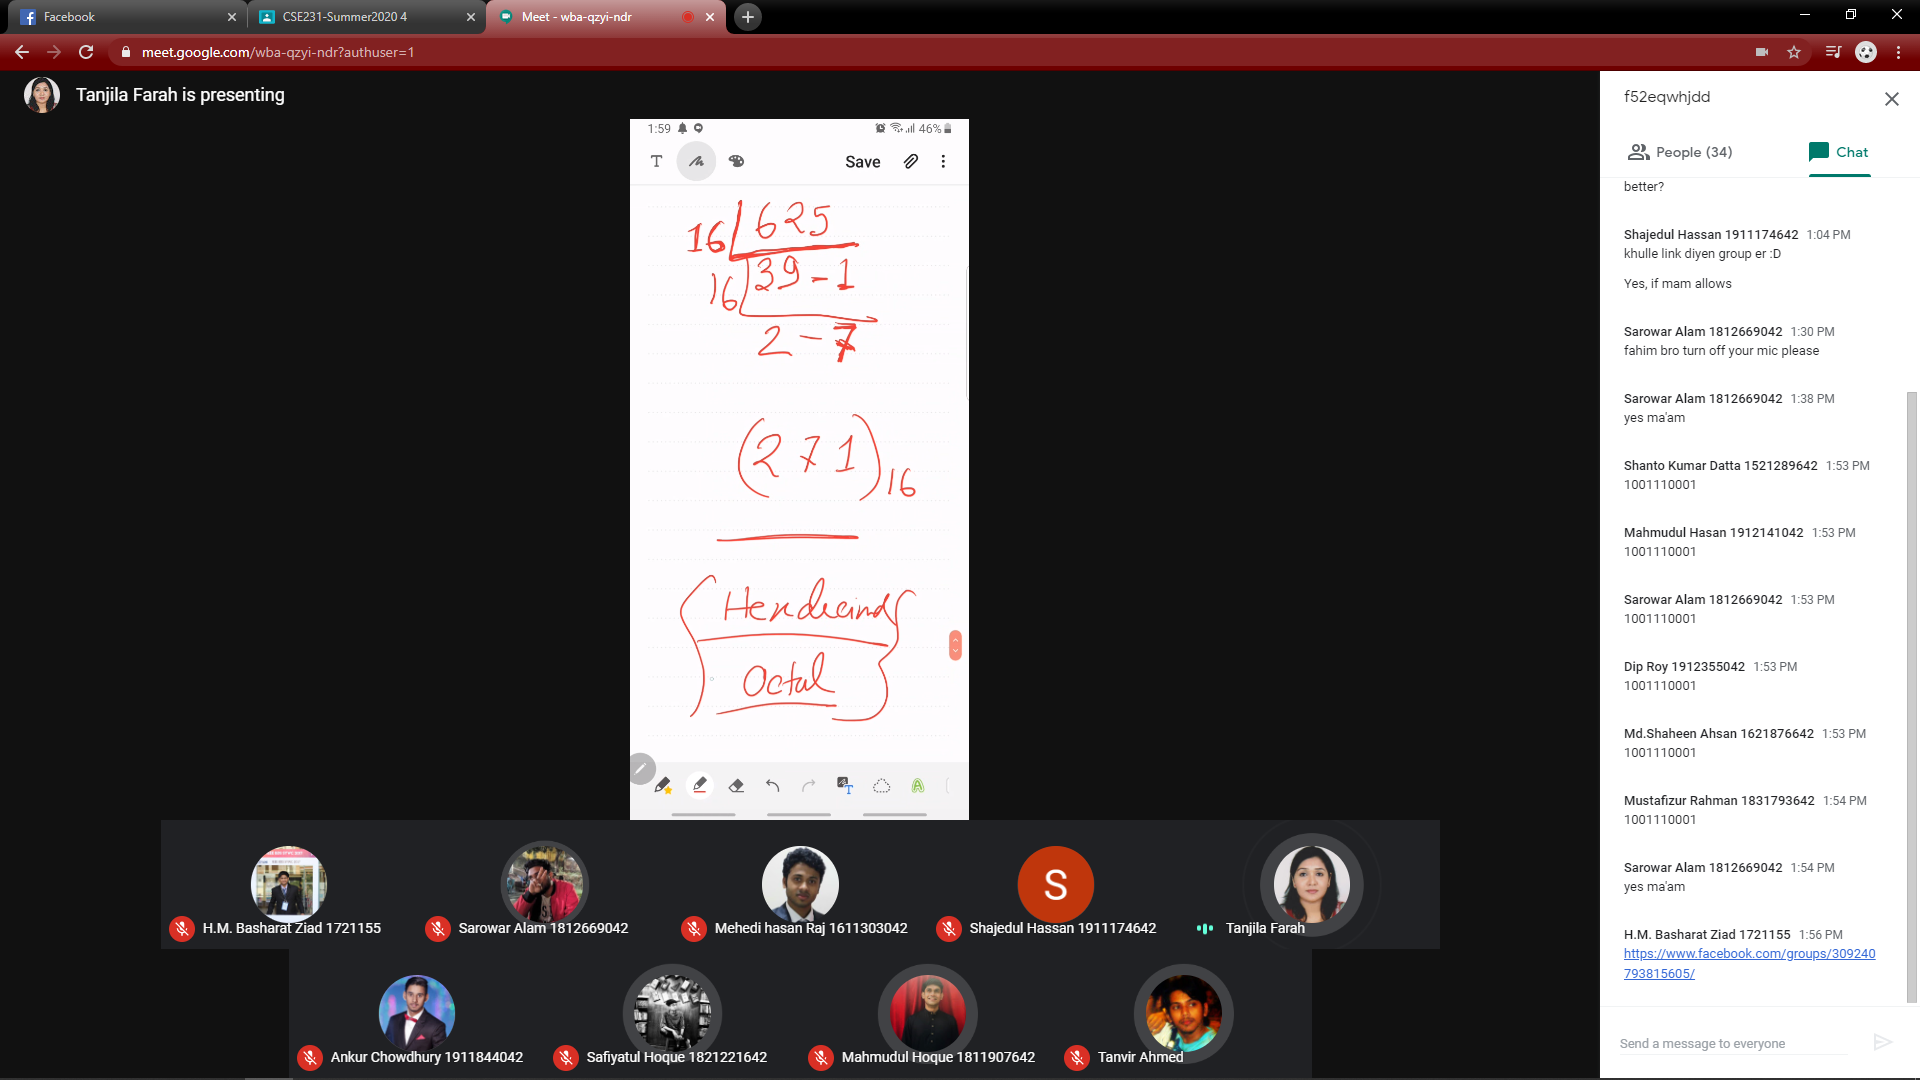 Facebook
CSE231-Summer2020 4
Meet - wba-qzyi-ndr
meet.google.com/wba-qzyi-ndr?authuser=1
Tanjila Farah is presenting
1:59
46%
T
Save
16 625
16 39 - 1
2 - 7
(271)16
Octal
H.M. Basharat Ziad 1721155
Sarowar Alam 1812669042
Mehedi hasan Raj 1611303042
S
Shajedul Hassan 1911174642
Tanjila Farah
Ankur Chowdhury 1911844042
Safiyatul Hoque 1821221642
Mahmudul Hoque 1811907642
Tanvir Ahmed
f52eqwhjdd
People (34)
Chat
better?
Shajedul Hassan 1911174642 1:04 PM
khulle link diyen group er :D
Yes, if mam allows
Sarowar Alam 1812669042 1:30 PM
fahim bro turn off your mic please
Sarowar Alam 1812669042 1:38 PM
yes ma'am
Shanto Kumar Datta 1521289642 1:53 PM
1001110001
Mahmudul Hasan 1912141042 1:53 PM
1001110001
Sarowar Alam 1812669042 1:53 PM
1001110001
Dip Roy 1912355042 1:53 PM
1001110001
Md.Shaheen Ahsan 1621876642 1:53 PM
1001110001
Mustafizur Rahman 1831793642 1:54 PM
1001110001
Sarowar Alam 1812669042 1:54 PM
yes ma'am
H.M. Basharat Ziad 1721155 1:56 PM
https://www.facebook.com/groups/309240
793815605/
Send a message to everyone